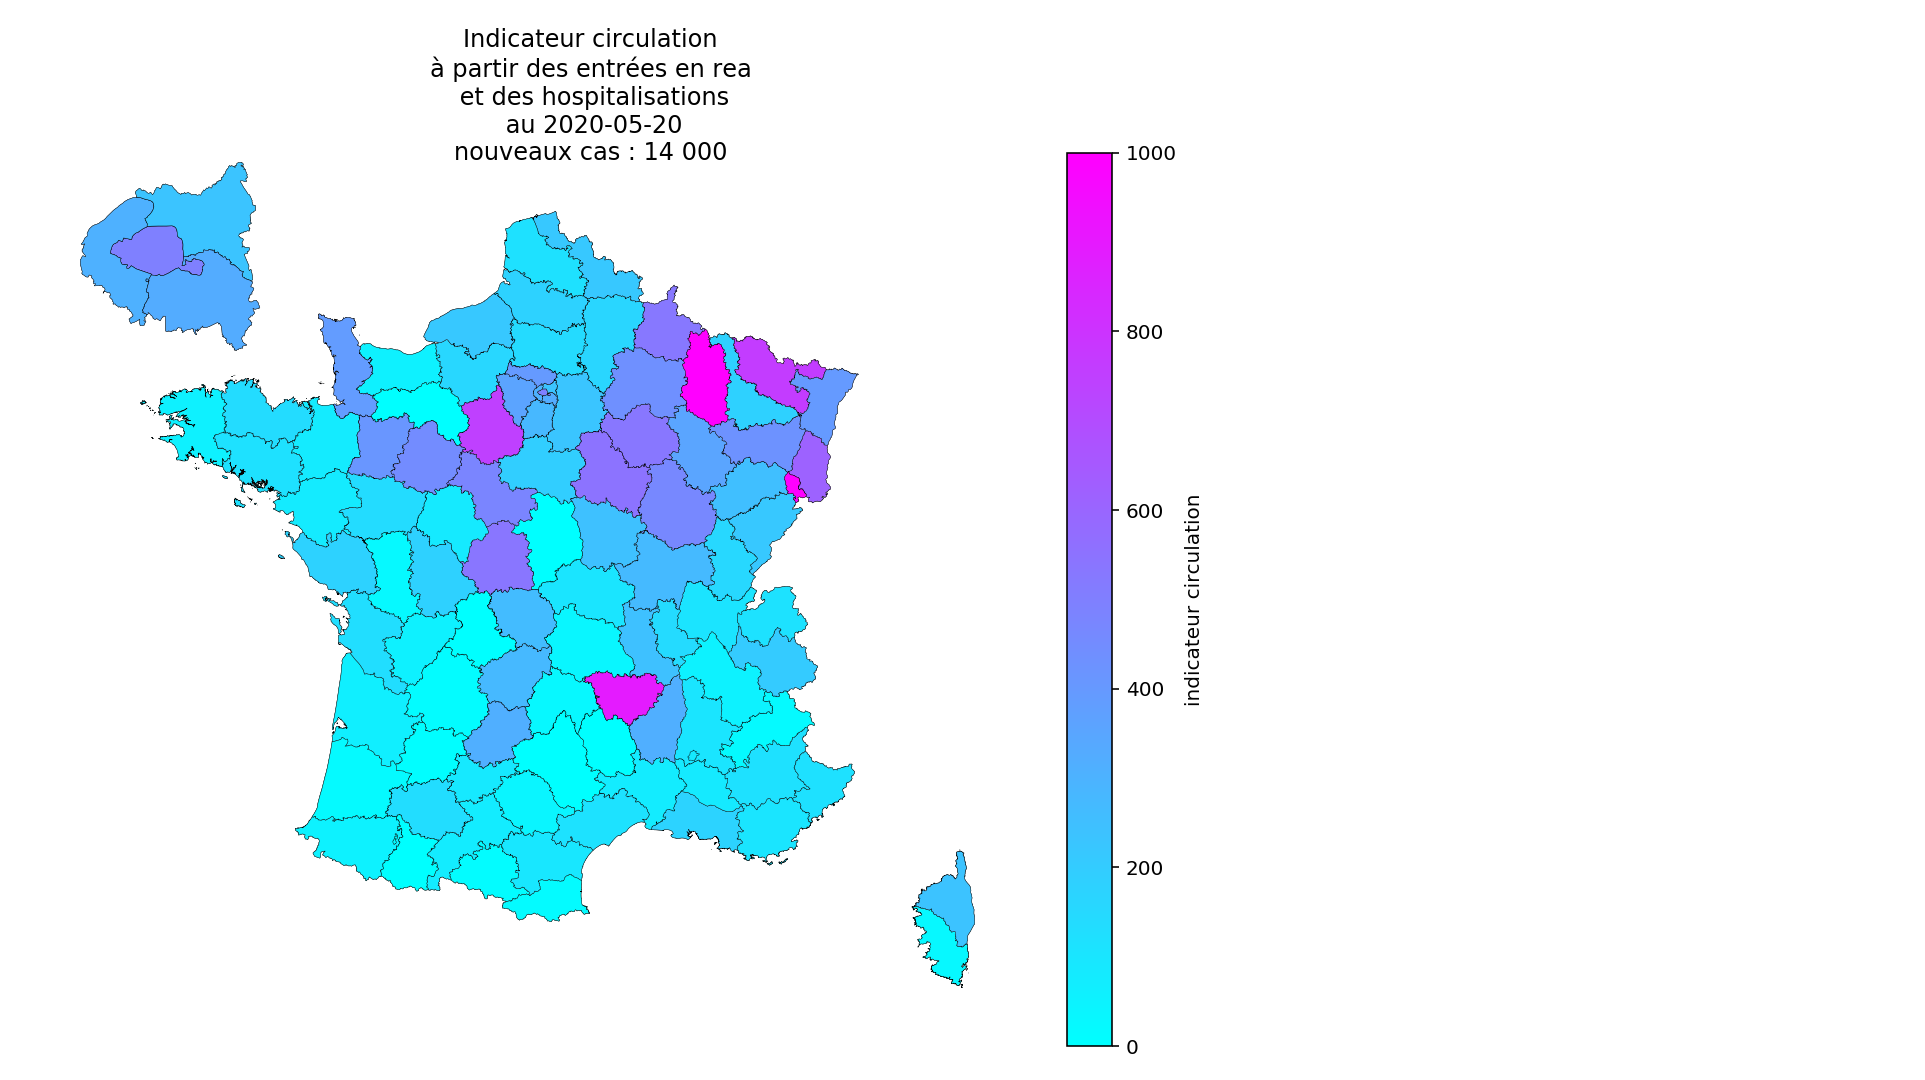 Indicateur circulation
à partir des entrées en rea
et des hospitalisations
au 2020-05-20
nouveaux cas : 14 000
1000
800
600
400
200
0
indicateur circulation